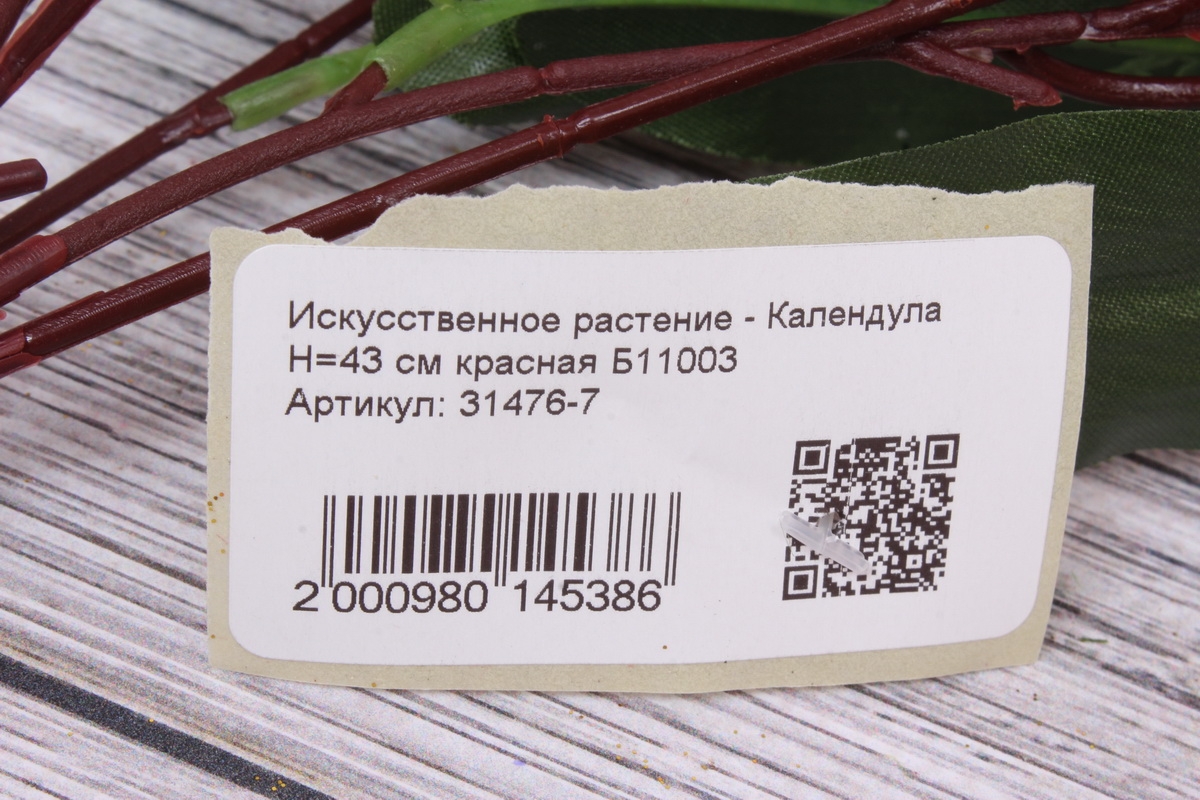 Искусственное растение - Календула
H=43 см красная Б11003
Артикул: 31476-7
2 000980 145386